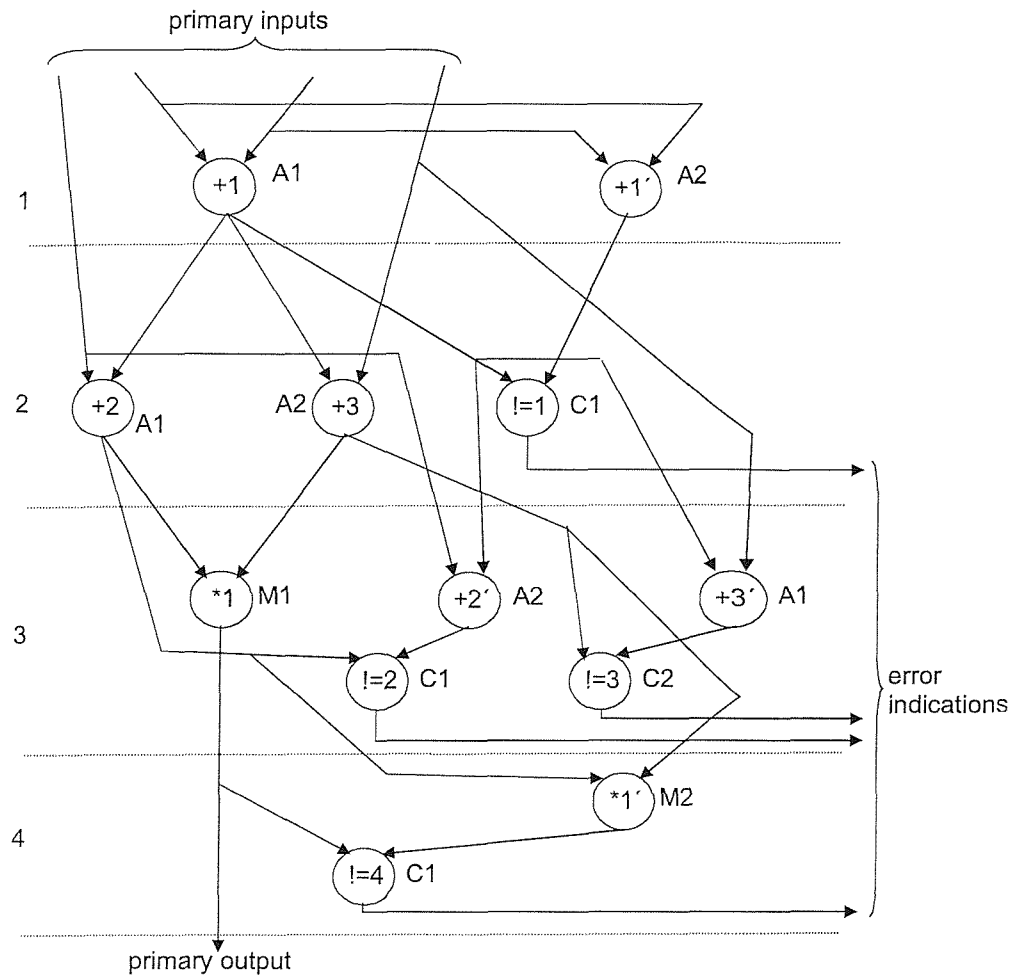 primary inputs
+1 A1
+1´ A2
1
2
+2 A1
A2 +3
!=1 C1
*1 M1
+2´ A2
+3´ A1
3
!=2 C1
!=3 C2
error
indications
*1´ M2
4
!=4 C1
primary output